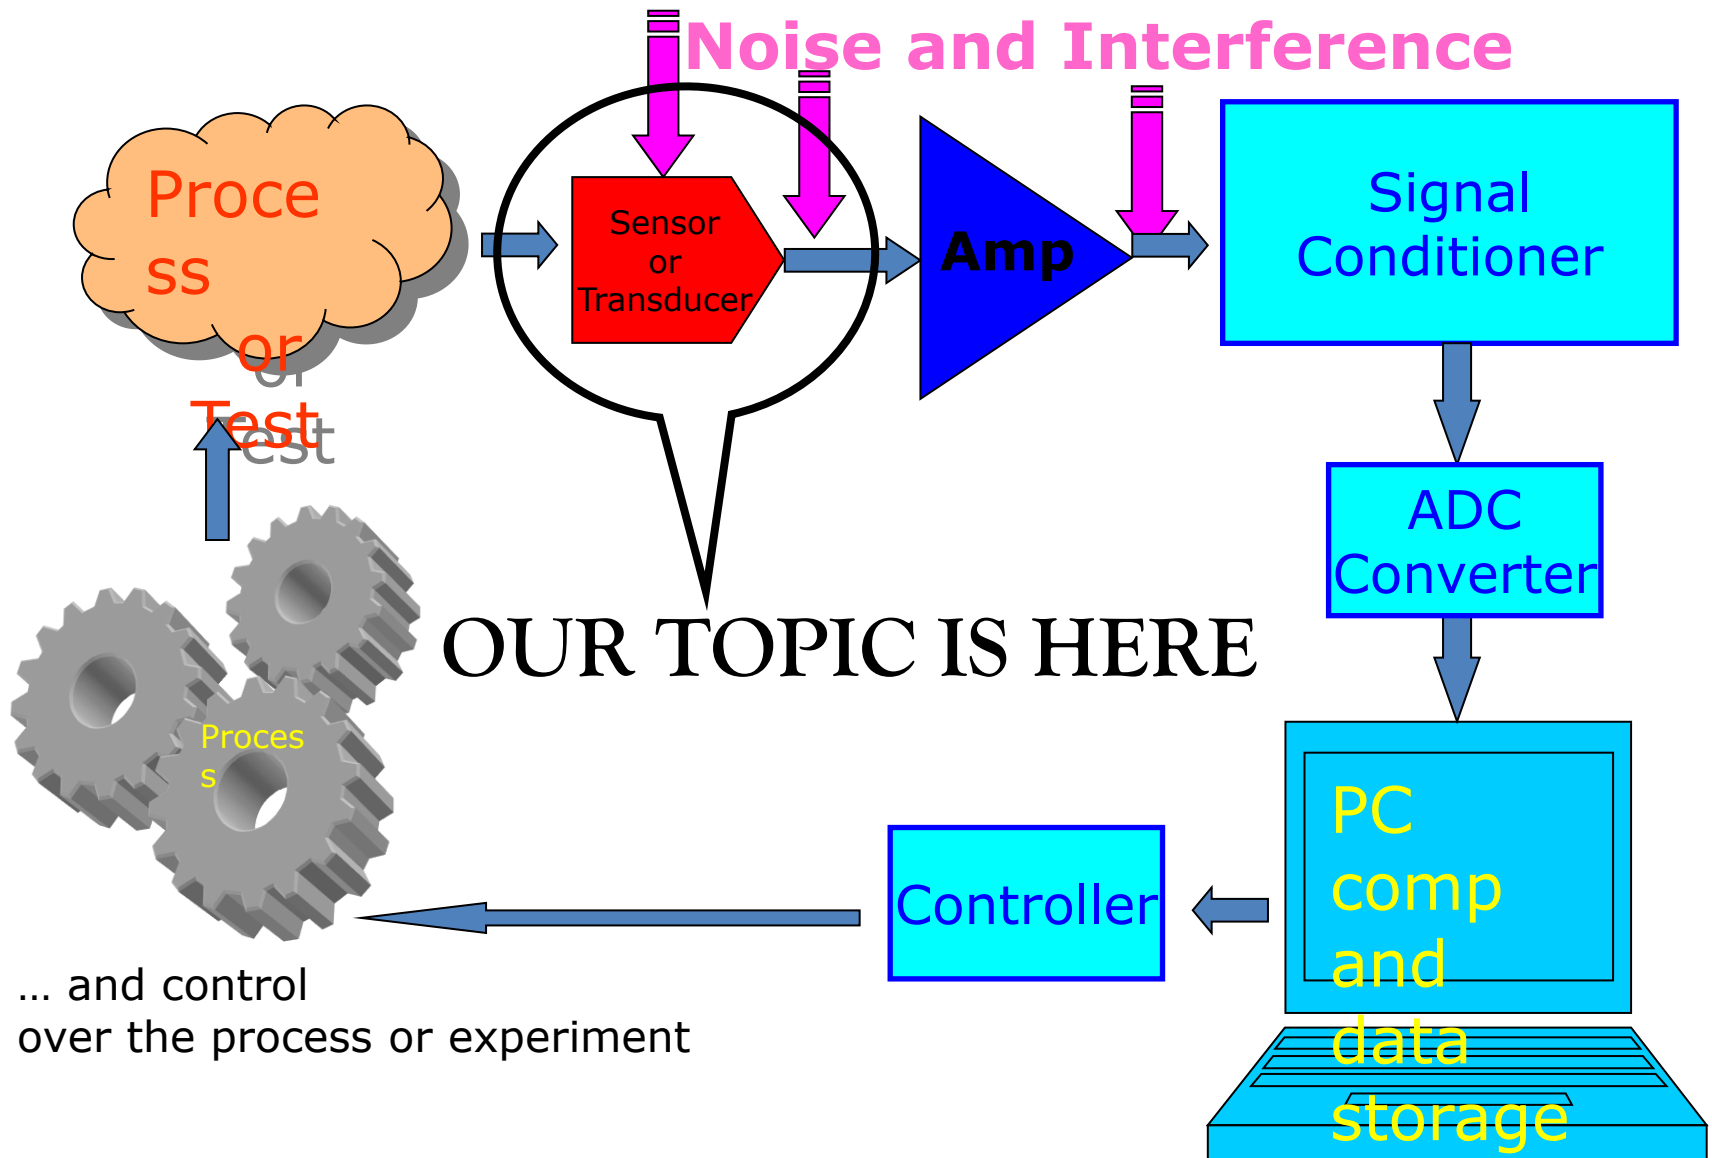 Noise and Interference
Proce
ss
or
Test
Sensor
or
Transducer
Amp
Signal
Conditioner
ADC
Converter
OUR TOPIC IS HERE
Proces
s
PC
comp
and
data
storage
Controller
... and control
over the process or experiment